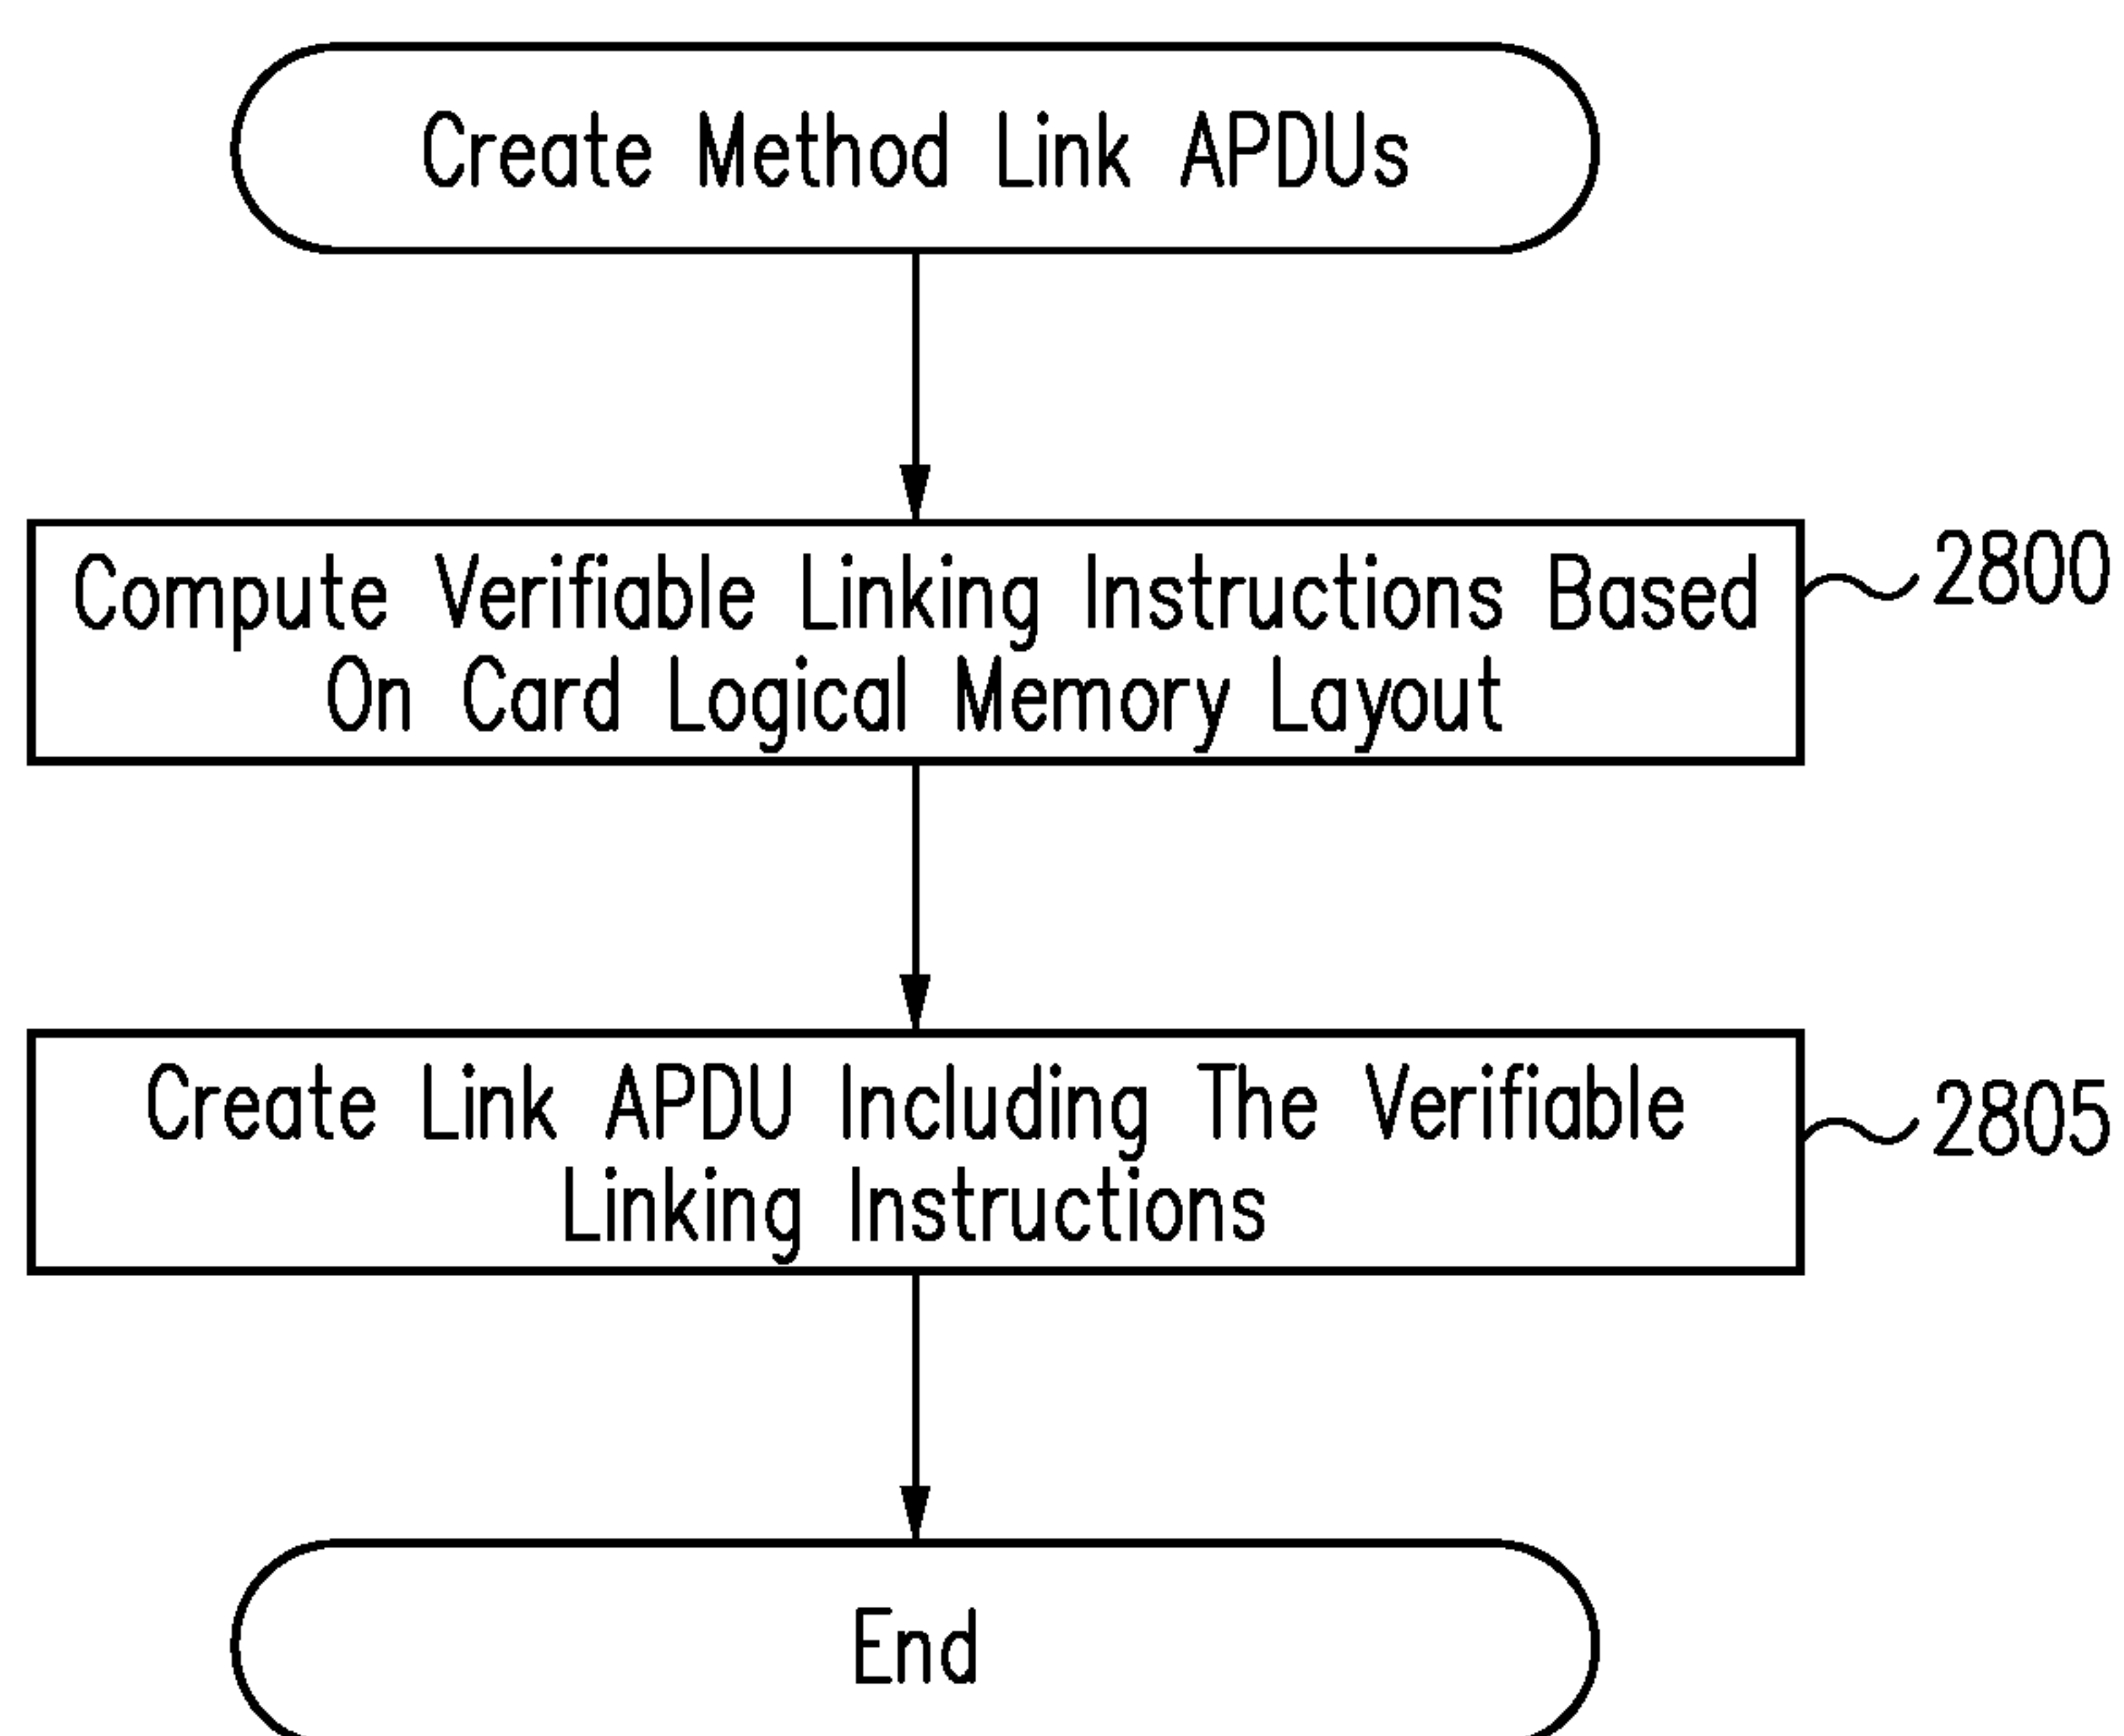 Create Method Link APDUs
Compute Verifiable Linking Instructions Based
On Card Logical Memory Layout
2800
Create Link APDU Including The Verifiable
Linking Instructions
2805
End